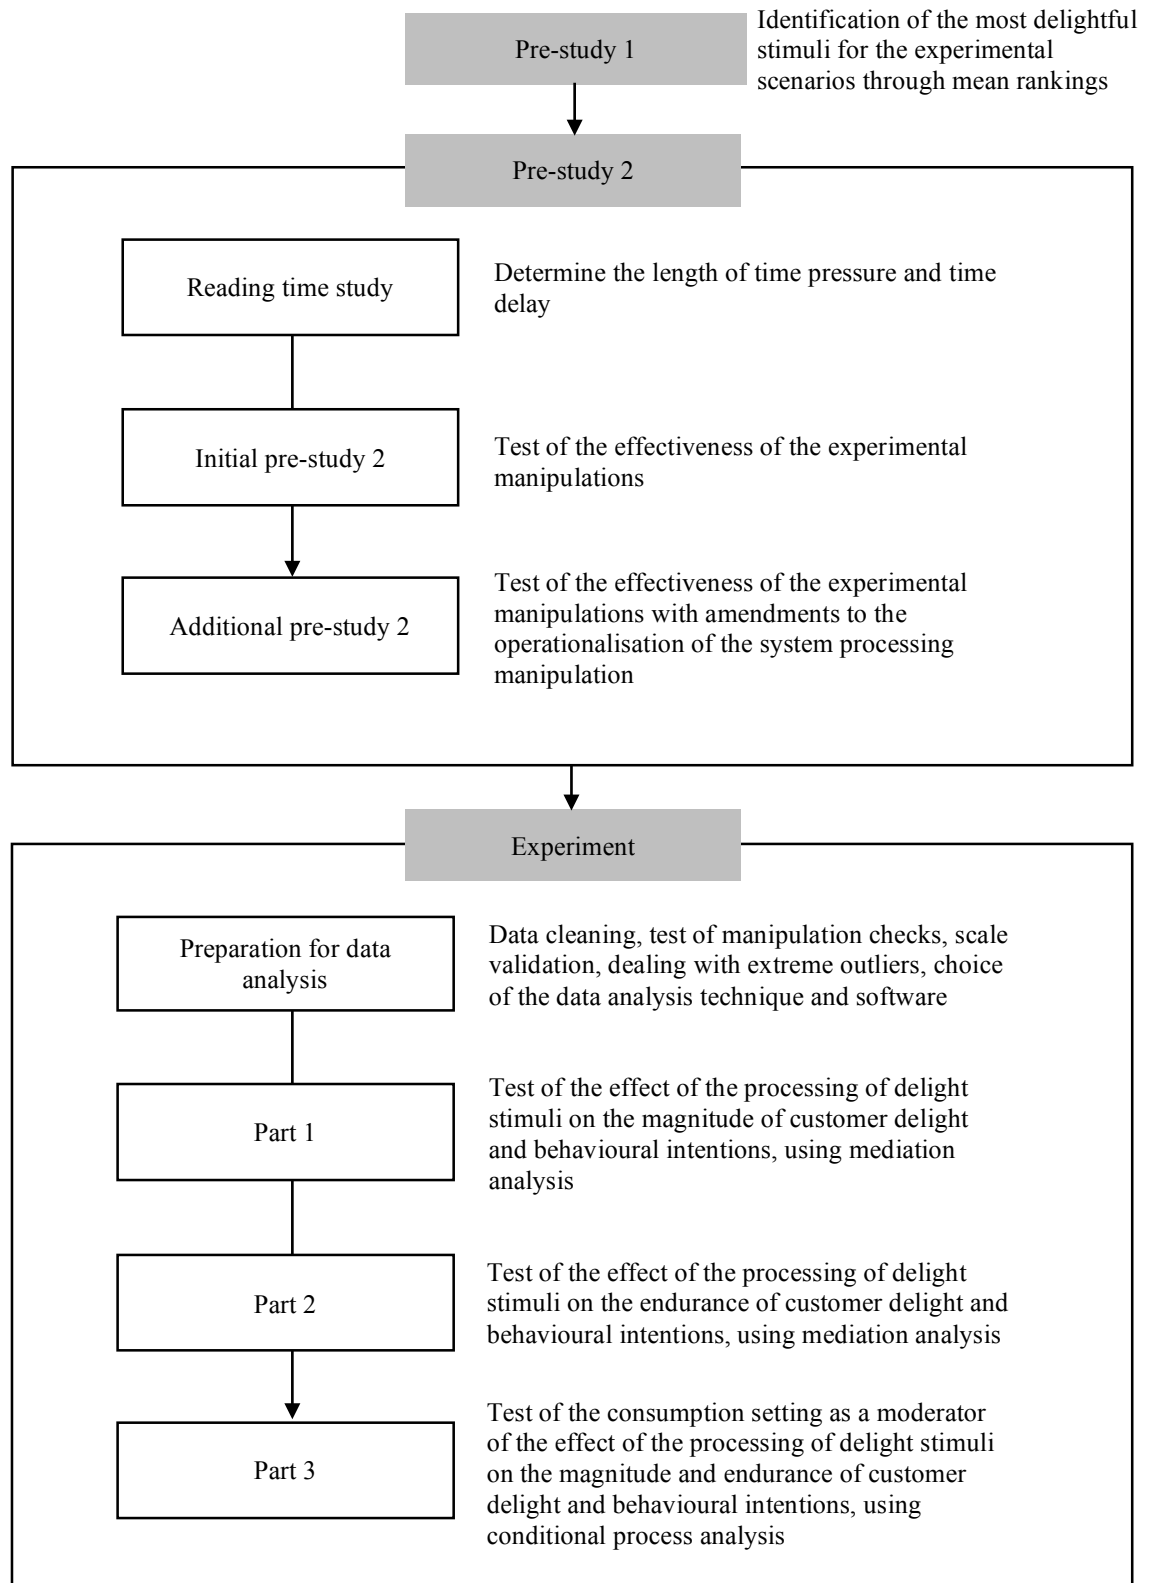 Pre-study 1
Identification of the most delightful
stimuli for the experimental
scenarios through mean rankings
Pre-study 2
Reading time study
Determine the length of time pressure and time
delay
Initial pre-study 2
Test of the effectiveness of the experimental
manipulations
Additional pre-study 2
Test of the effectiveness of the experimental
manipulations with amendments to the
operationalisation of the system processing
manipulation
Experiment
Preparation for data
analysis
Data cleaning, test of manipulation checks, scale
validation, dealing with extreme outliers, choice
of the data analysis technique and software
Part 1
Test of the effect of the processing of delight
stimuli on the magnitude of customer delight
and behavioural intentions, using mediation
analysis
Part 2
Test of the effect of the processing of delight
stimuli on the endurance of customer delight and
behavioural intentions, using mediation analysis
Part 3
Test of the consumption setting as a moderator
of the effect of the processing of delight stimuli
on the magnitude and endurance of customer
delight and behavioural intentions, using
conditional process analysis